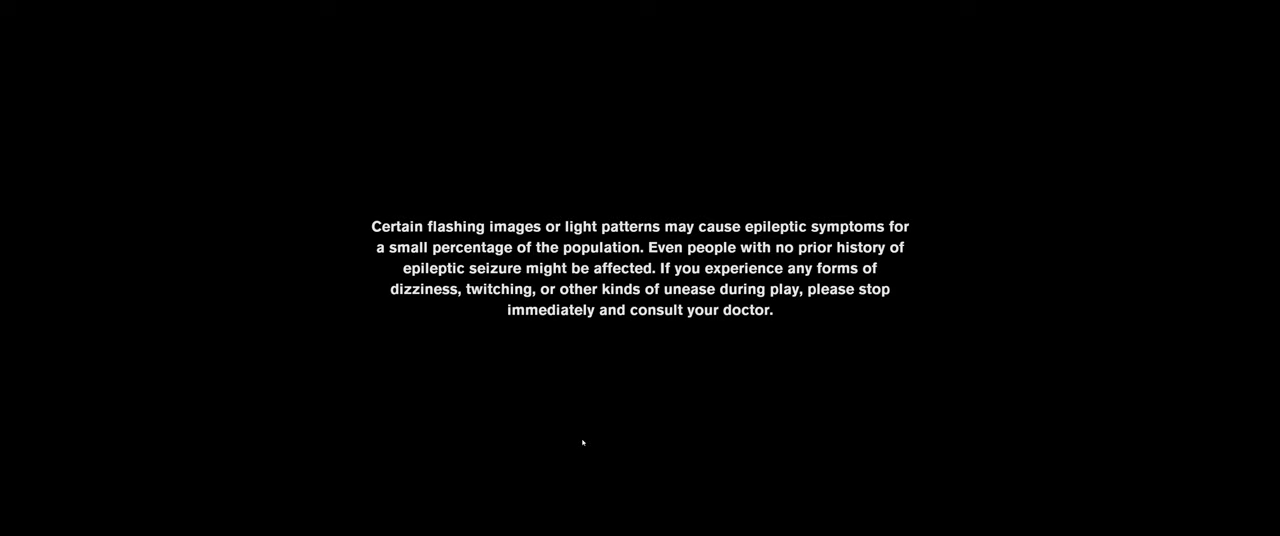 Certain flashing images or light patterns may cause epileptic symptoms for
a small percentage of the population. Even people with no prior history of
epileptic seizure might be affected. If you experience any forms of
dizziness, twitching, or other kinds of unease during play, please stop
immediately and consult your doctor.